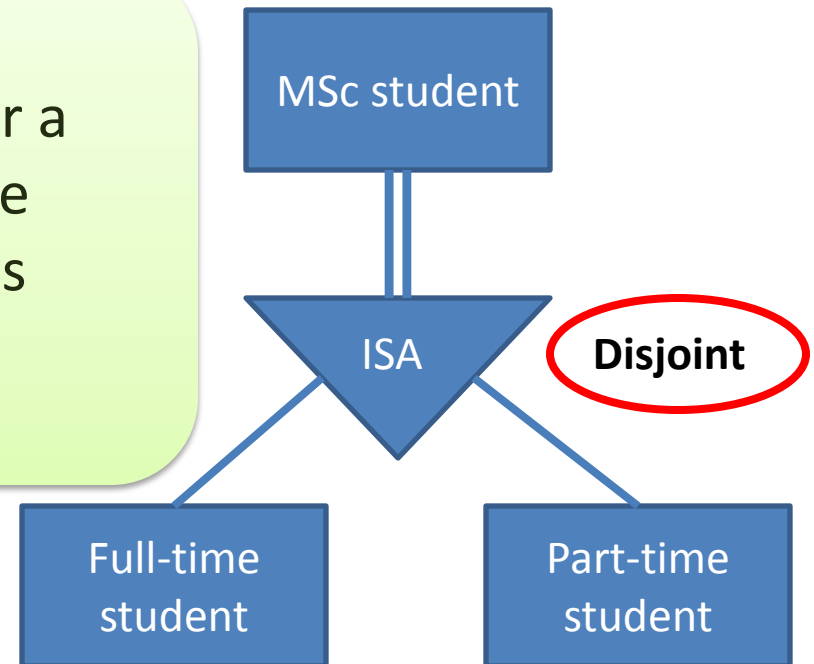 r a
e
s
MSc student
ISA
Disjoint
Full-time
student
Part-time
student